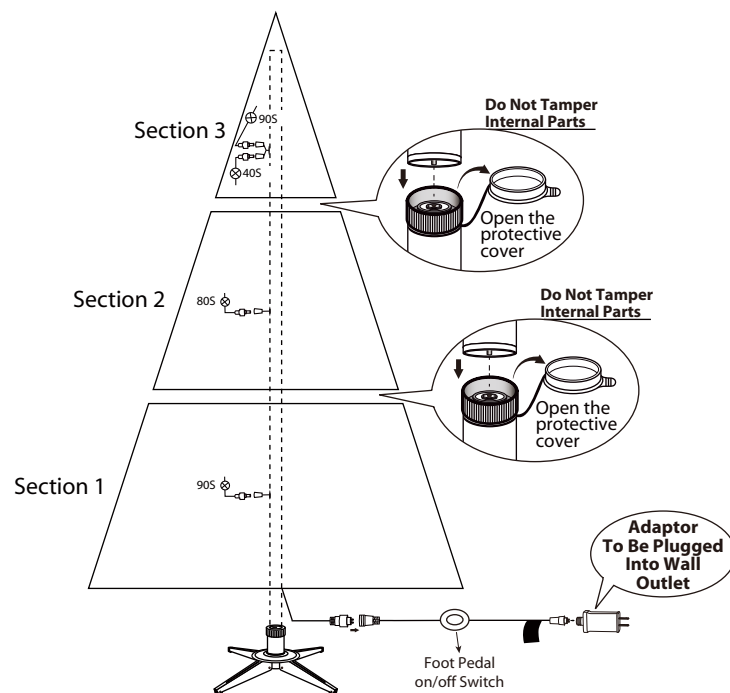 Do Not Tamper
Internal Parts
Section 3
90S
40S
Open the
protective
cover
Section 2
80S
Do Not Tamper
Internal Parts
Open the
protective
cover
Section 1
90S
Adaptor
To Be Plugged
Into Wall
Outlet
Foot Pedal
on/off Switch